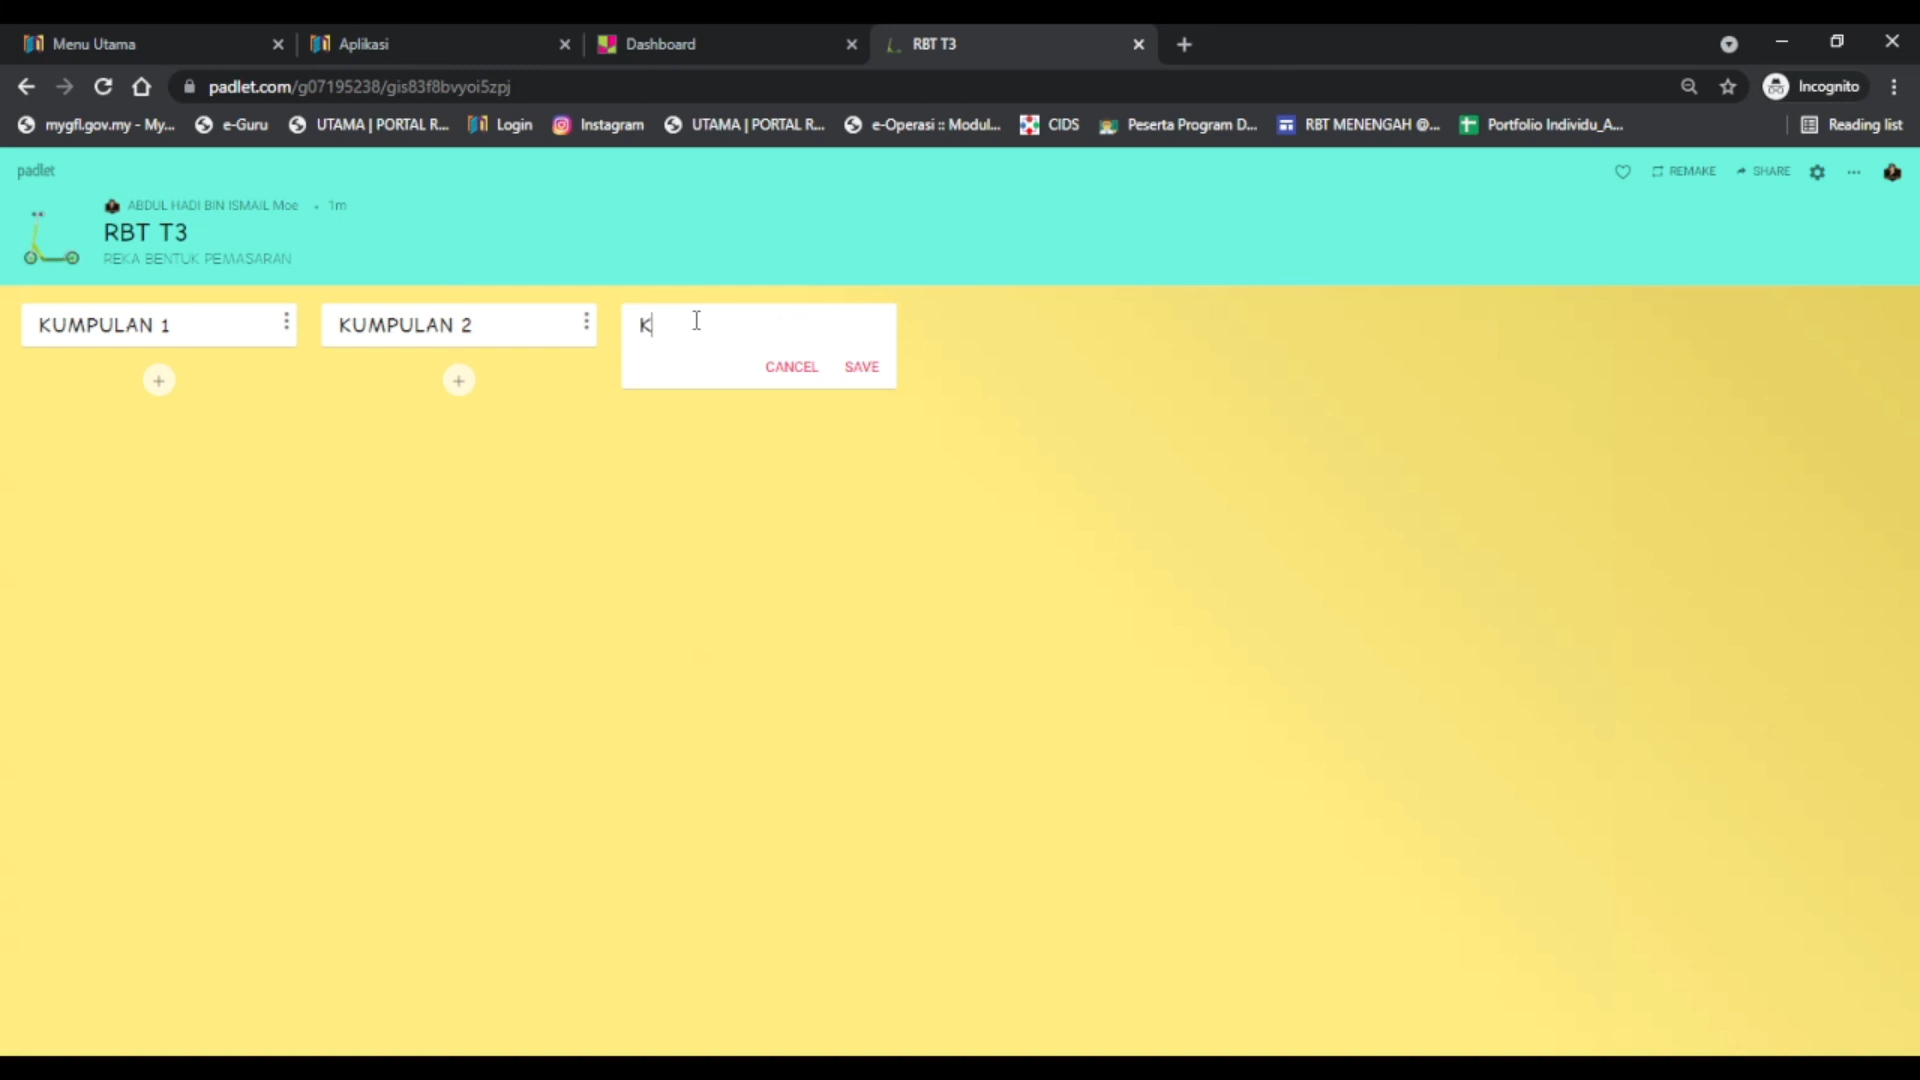 Menu Utama
Aplikasi
Dashboard
RBT T3
padlet.com/g07195238/gis83f8bvyoi5zpj
Incognito
mygfl.gov.my - My...
e-Guru
UTAMA | PORTAL R...
Login
Instagram
UTAMA | PORTAL R...
e-Operasi :: Modul...
CIDS
Peserta Program D...
RBT MENENGAH @...
Portfolio Individu_A...
Reading list
padlet
REMAKE
SHARE
ABDUL HADI BIN ISMAIL Moe • 1m
RBT T3
REKA BENTUK PEMASARAN
KUMPULAN 1
KUMPULAN 2
K
CANCEL
SAVE